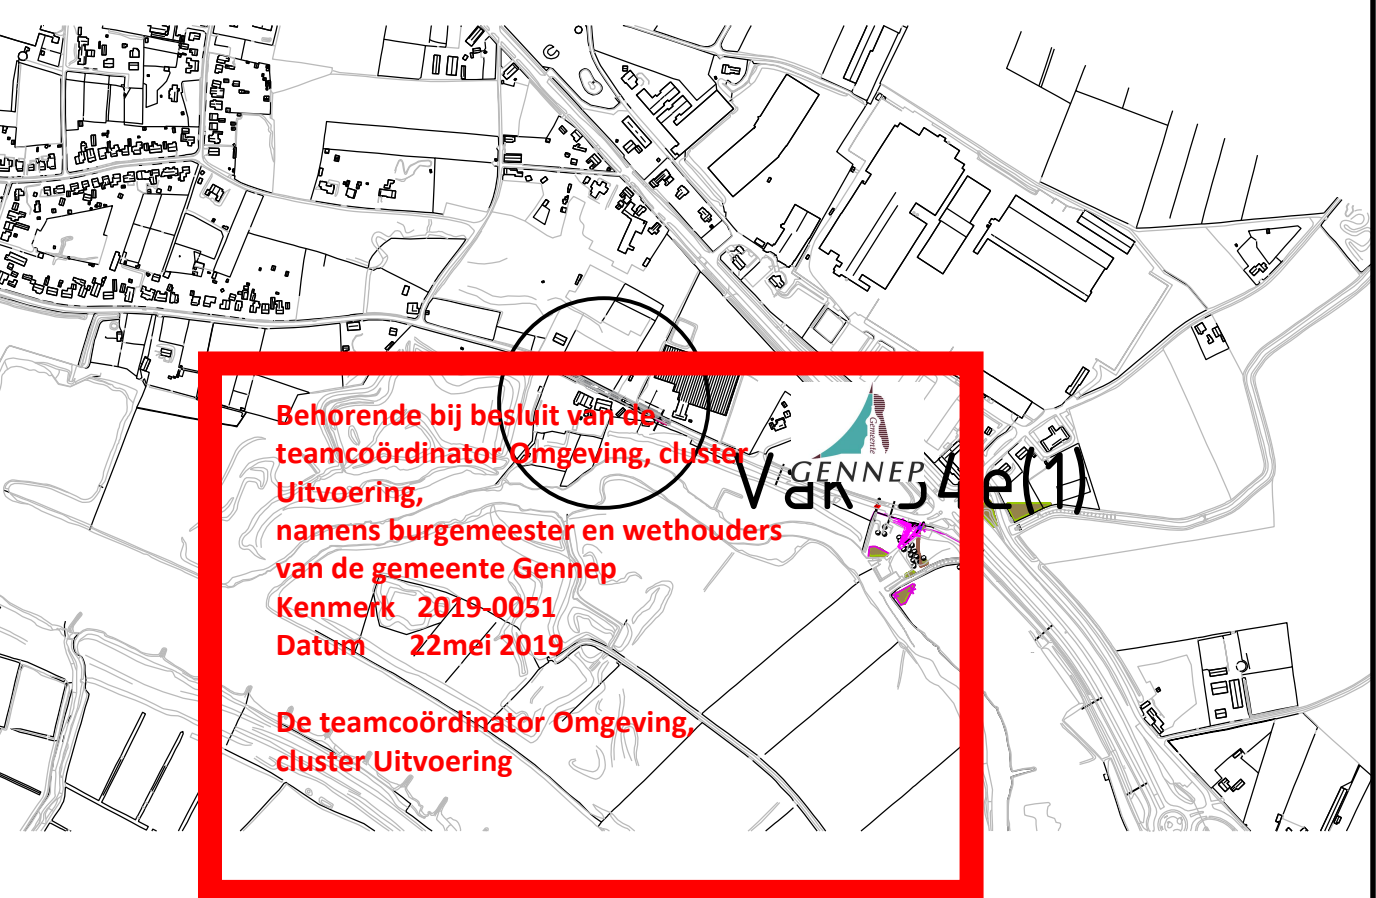 Behorende bij besluit van de
teamcoördinator Omgeving, cluster
Uitvoering,
namens burgemeester en wethouders
van de gemeente Gennep
Kenmerk 2019-0051
Datum 22mei 2019
De teamcoördinator Omgeving,
cluster Uitvoering
Gemeente
GENNEP